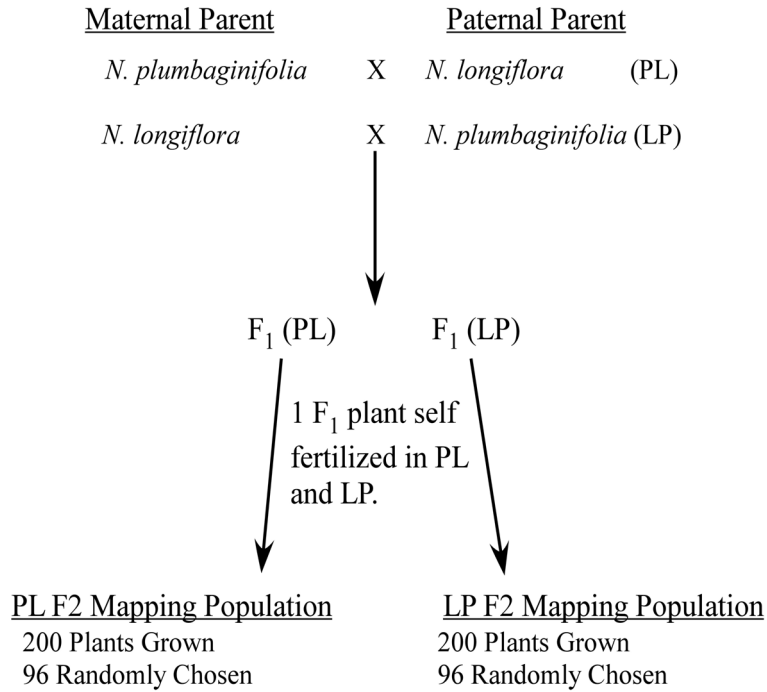 Maternal Parent Paternal Parent
N. plumbaginifolia X N. longiflora (PL)
N. longiflora X N. plumbaginifolia (LP)
F1 (PL) F1 (LP)
1 F1 plant self
fertilized in PL
and LP.
PL F2 Mapping Population
200 Plants Grown
96 Randomly Chosen
LP F2 Mapping Population
200 Plants Grown
96 Randomly Chosen